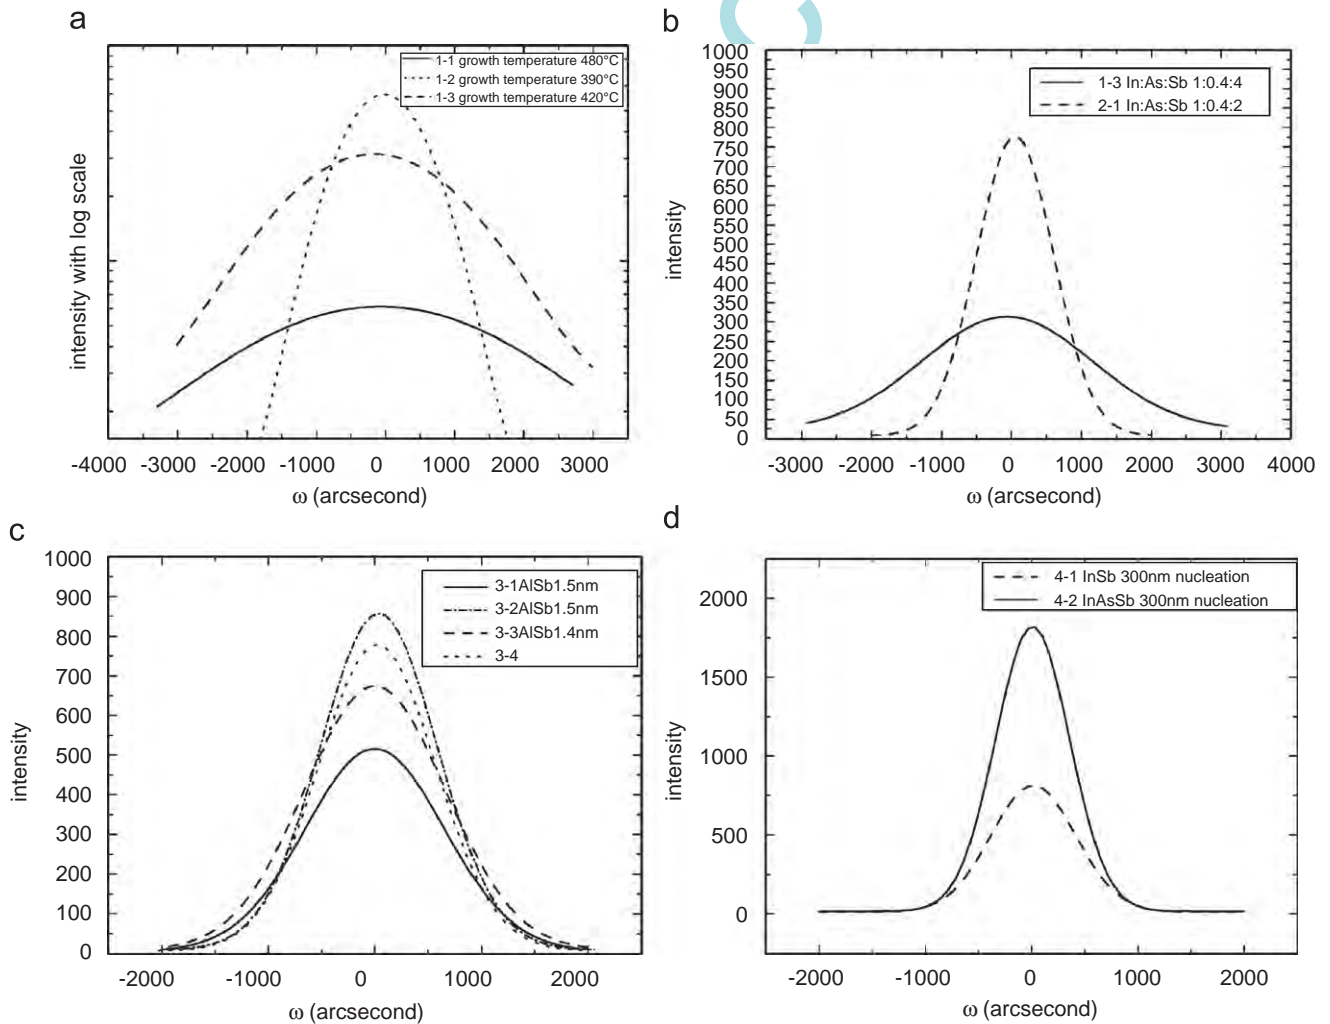 a
intensity with log scale
1-1 growth temperature 480°C
1-2 growth temperature 390°C
1-3 growth temperature 420°C
-4000 -3000 -2000 -1000 0 1000 2000 3000
ω (arcsecond)
b
intensity
1000
950
900
850
800
750
700
650
600
550
500
450
400
350
300
250
200
150
100
50
0
1-3 In:As:Sb 1:0.4:4
2-1 In:As:Sb 1:0.4:2
-3000 -2000 -1000 0 1000 2000 3000 4000
ω (arcsecond)
c
intensity
1000
900
800
700
600
500
400
300
200
100
0
3-1AlSb1.5nm
3-2AlSb1.5nm
3-3AlSb1.4nm
3-4
-2000 -1000 0 1000 2000
ω (arcsecond)
d
intensity
2000
1500
1000
500
0
4-1 InSb 300nm nucleation
4-2 InAsSb 300nm nucleation
-2000 -1000 0 1000 2000
ω (arcsecond)